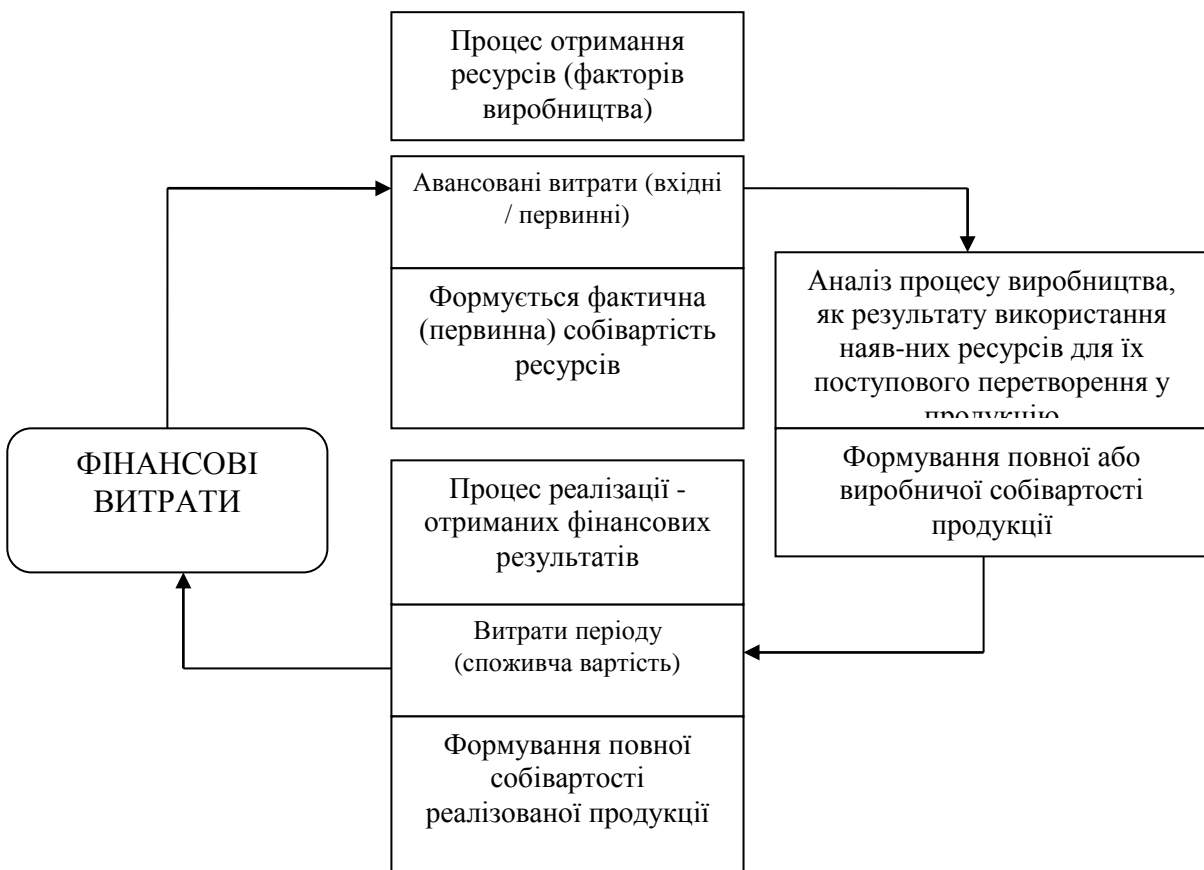 Процес отримання
ресурсів (факторів
виробництва)
Авансовані витрати (вхідні
/ первинні)
Формується фактична
(первинна) собівартість
ресурсів
Аналіз процесу виробництва,
як результату використання
наяв-них ресурсів для їх
поступового перетворення у
продукцію
Формування повної або
виробничої собівартості
продукції
ФІНАНСОВІ
ВИТРАТИ
Процес реалізації -
отриманих фінансових
результатів
Витрати періоду
(споживча вартість)
Формування повної
собівартості
реалізованої продукції